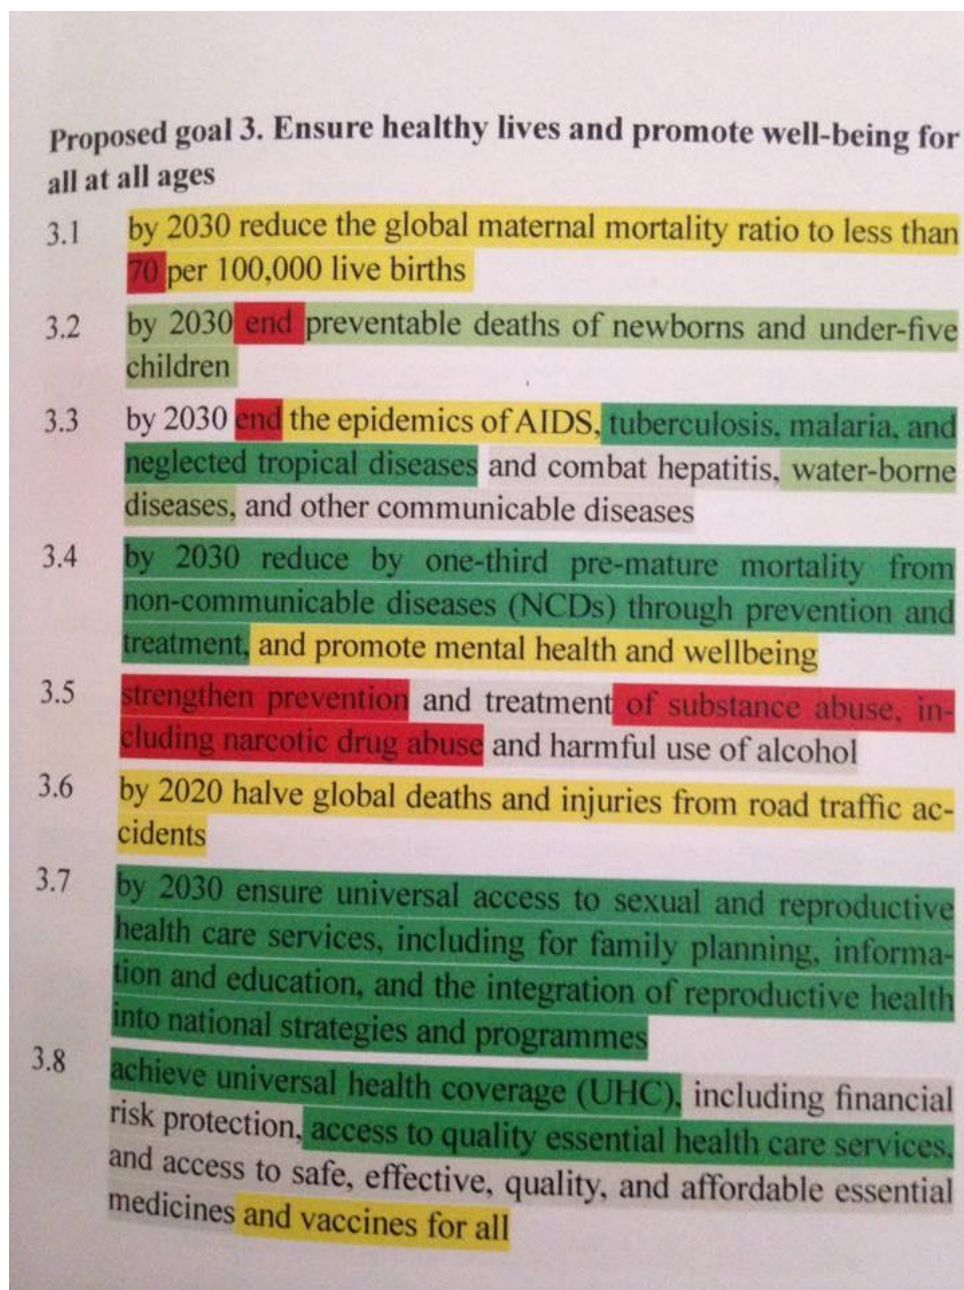 Proposed goal 3. Ensure healthy lives and promote well-being for
all at all ages
3.1 by 2030 reduce the global maternal mortality ratio to less than
70 per 100,000 live births
3.2 by 2030 end preventable deaths of newborns and under-five
children
3.3 by 2030 end the epidemics of AIDS, tuberculosis, malaria, and
neglected tropical diseases and combat hepatitis, water-borne
diseases, and other communicable diseases
3.4 by 2030 reduce by one-third pre-mature mortality from
non-communicable diseases (NCDs) through prevention and
treatment, and promote mental health and wellbeing
3.5 strengthen prevention and treatment of substance abuse, in-
cluding narcotic drug abuse and harmful use of alcohol
3.6 by 2020 halve global deaths and injuries from road traffic ac-
cidents
3.7 by 2030 ensure universal access to sexual and reproductive
health care services, including for family planning, informa-
tion and education, and the integration of reproductive health
into national strategies and programmes
3.8 achieve universal health coverage (UHC), including financial
risk protection, access to quality essential health care services,
and access to safe, effective, quality, and affordable essential
medicines and vaccines for all